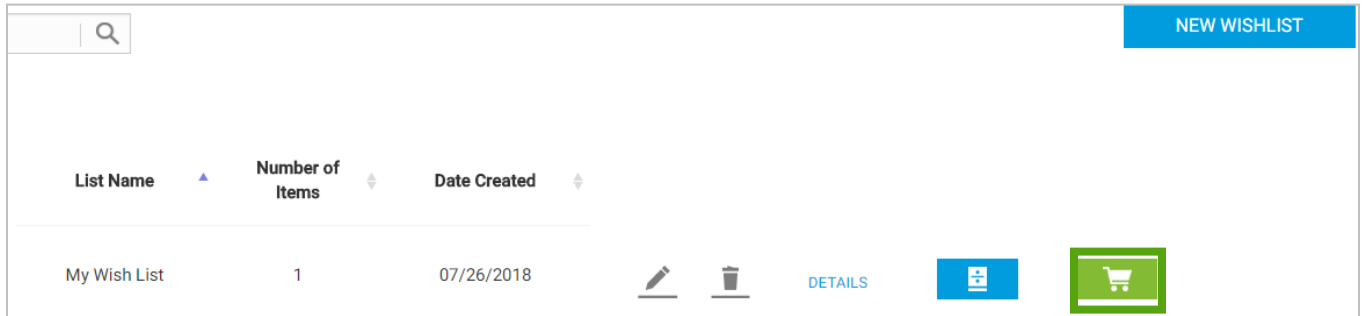 NEW WISHLIST
List Name
Number of
Items
Date Created
My Wish List
1
07/26/2018
DETAILS